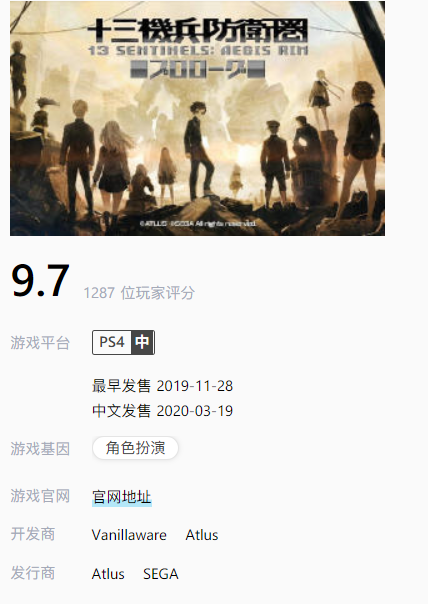 十三機兵防衛圏
13 SENTINELS: AEGIS RIM
■プロローグ■
©ATLUS ©SEGA All rights reserved.
9.7 1287 位玩家评分
游戏平台 PS4 中
最早发售 2019-11-28
中文发售 2020-03-19
游戏基因 角色扮演
游戏官网 官网地址
开发商 Vanillaware Atlus
发行商 Atlus SEGA